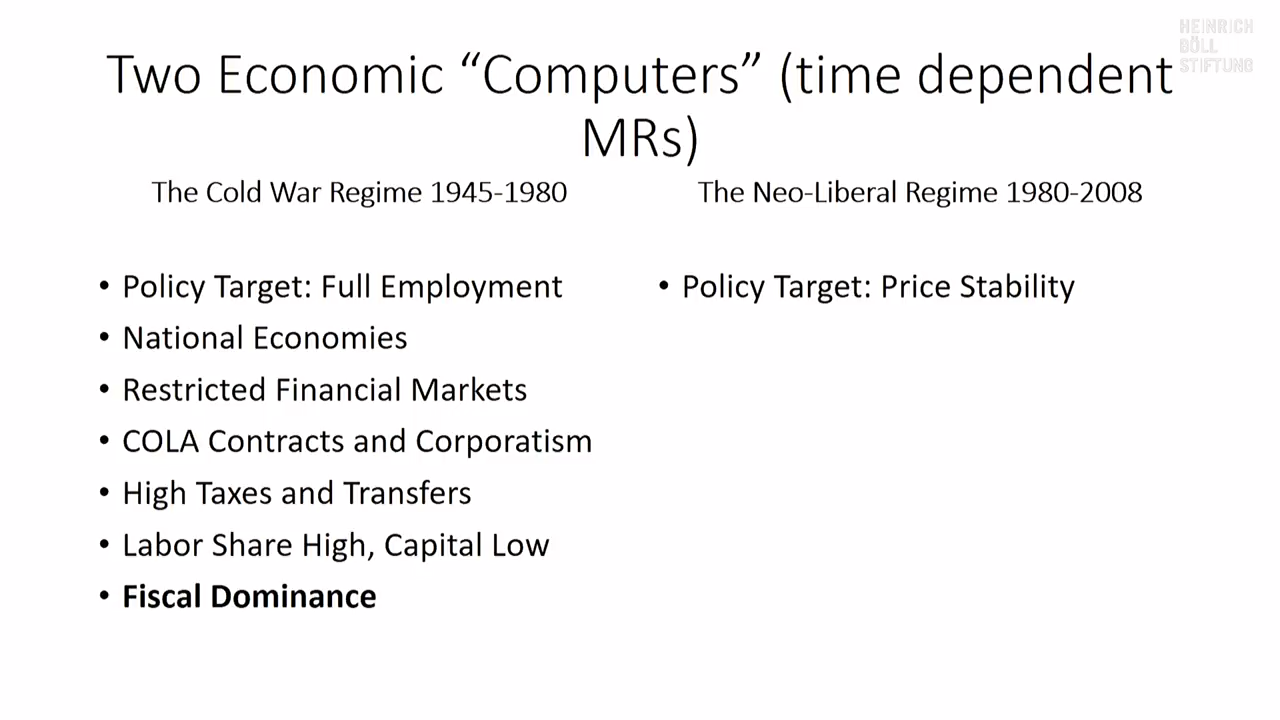 HEINRICH
BÖLL
STIFTUNG
Two Economic “Computers” (time dependent
MRs)
The Cold War Regime 1945-1980
• Policy Target: Full Employment
• National Economies
• Restricted Financial Markets
• COLA Contracts and Corporatism
• High Taxes and Transfers
• Labor Share High, Capital Low
• Fiscal Dominance
The Neo-Liberal Regime 1980-2008
• Policy Target: Price Stability